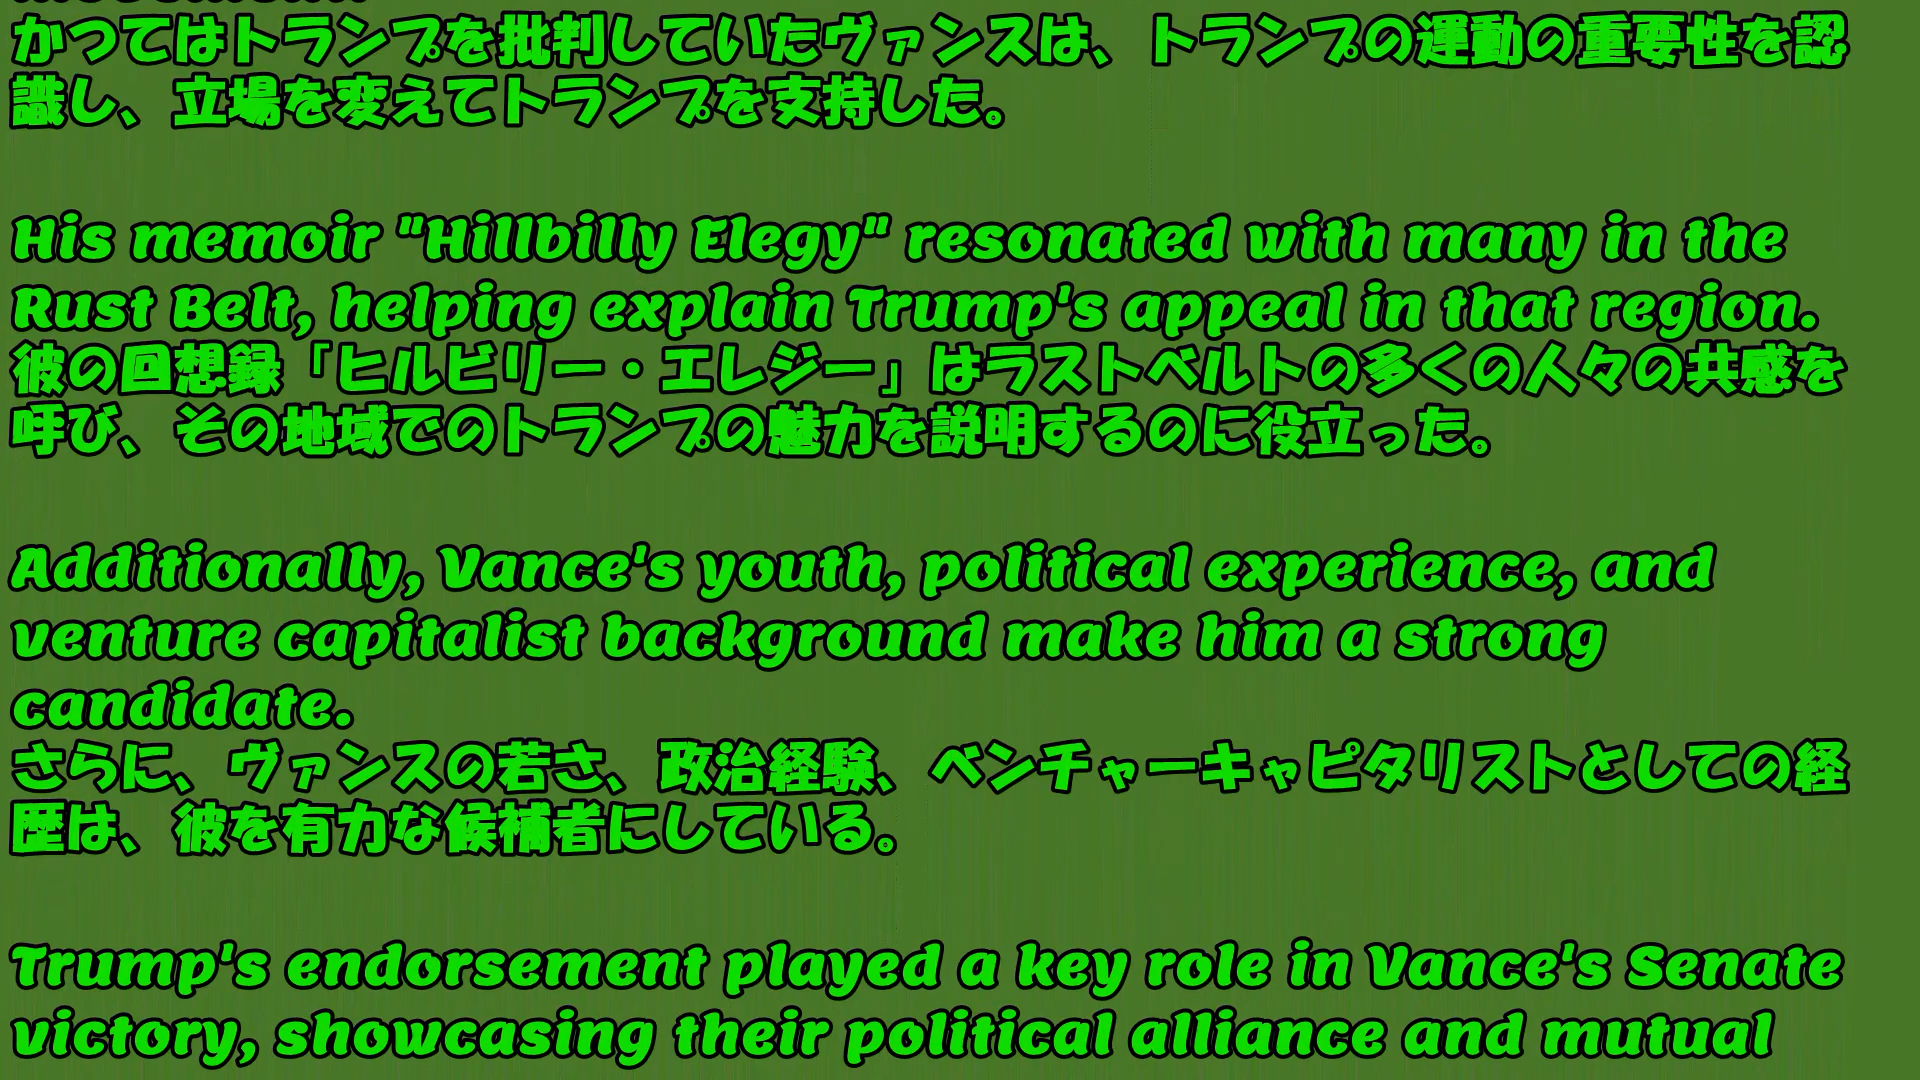 かつてはトランプを批判していたヴァンスは、トランプの運動の重要性を認
識し、立場を変えてトランプを支持した。
His memoir "Hillbilly Elegy" resonated with many in the
Rust Belt, helping explain Trump's appeal in that region.
彼の回想録「ヒルビリー・エレジー」はラストベルトの多くの人々の共感を
呼び、その地域でのトランプの魅力を説明するのに役立った。
Additionally, Vance's youth, political experience, and
venture capitalist background make him a strong
candidate.
さらに、ヴァンスの若さ、政治経験、ベンチャーキャピタリストとしての経
歴は、彼を有力な候補者にしている。
Trump's endorsement played a key role in Vance's Senate
victory, showcasing their political alliance and mutual